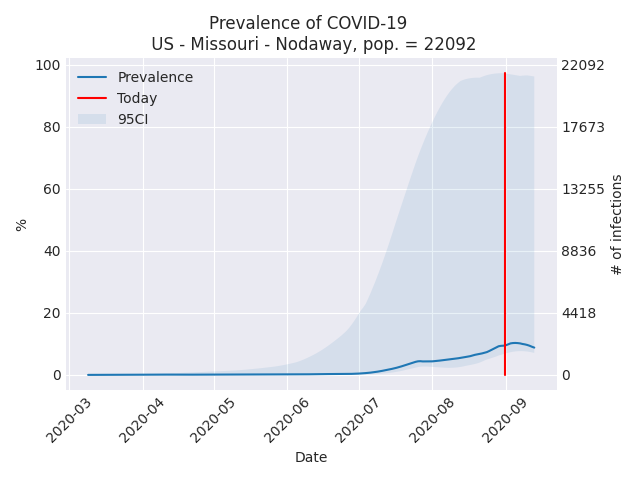 Prevalence of COVID-19
US - Missouri - Nodaway, pop. = 22092
Prevalence
Today
95CI
100
80
60
40
20
0
%
22092
17673
13255
8836
4418
0
# of infections
2020-03
2020-04
2020-05
2020-06
2020-07
2020-08
2020-09
Date